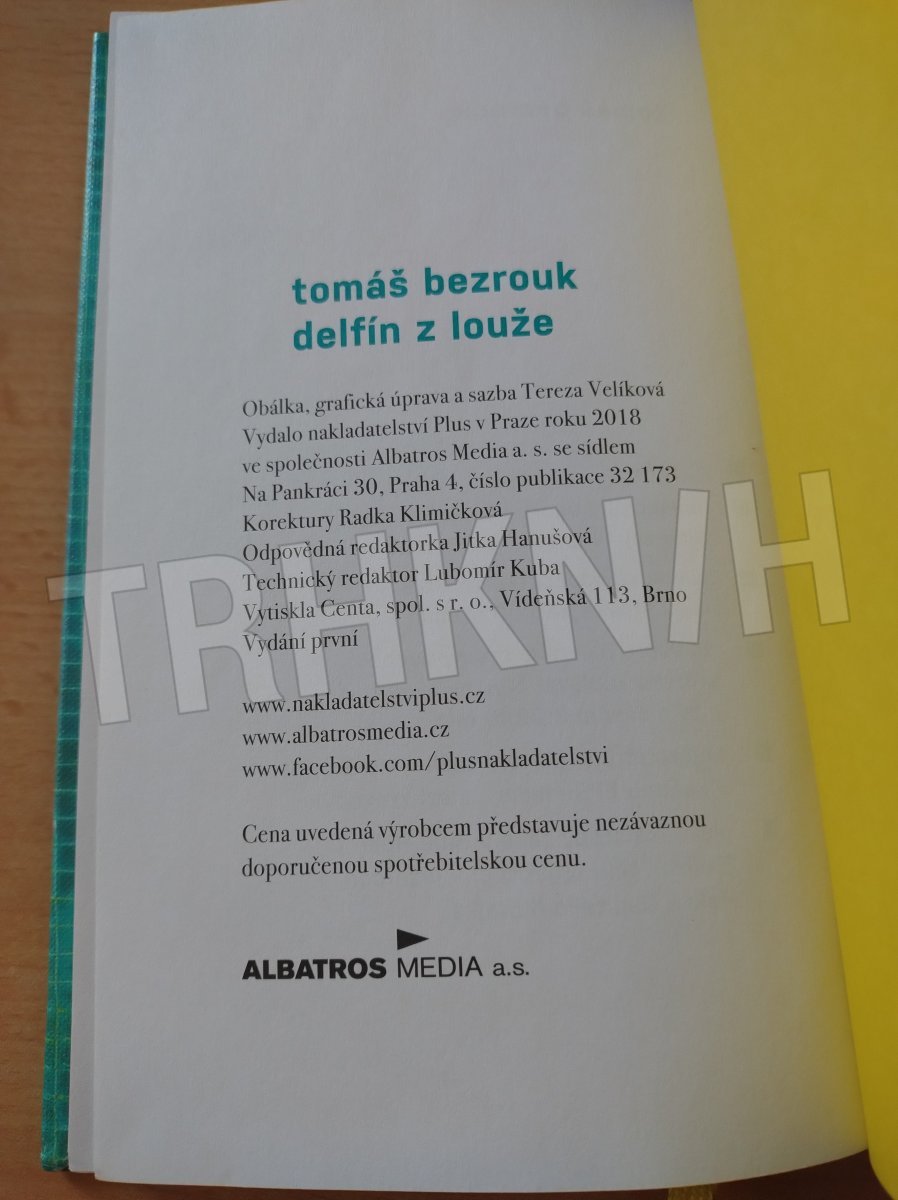 tomáš bezrouk
delfín z louže
Obálka, grafická úprava a sazba Tereza Velíková
Vydalo nakladatelství Plus v Praze roku 2018
ve společnosti Albatros Media a. s. se sídlem
Na Pankráci 30, Praha 4, číslo publikace 32 173
Korektury Radka Klimičková
Odpovědná redaktorka Jitka Hanušová
Technický redaktor Lubomír Kuba
Vytiskla Centa, spol. s r. o., Vídeňská 113, Brno
Vydání první
www.nakladatelstviplus.cz
www.albatrosmedia.cz
www.facebook.com/plusnakladatelstvi
Cena uvedená výrobcem představuje nezávaznou
doporučenou spotřebitelskou cenu.
ALBATROS MEDIA a.s.
TRHKNIH